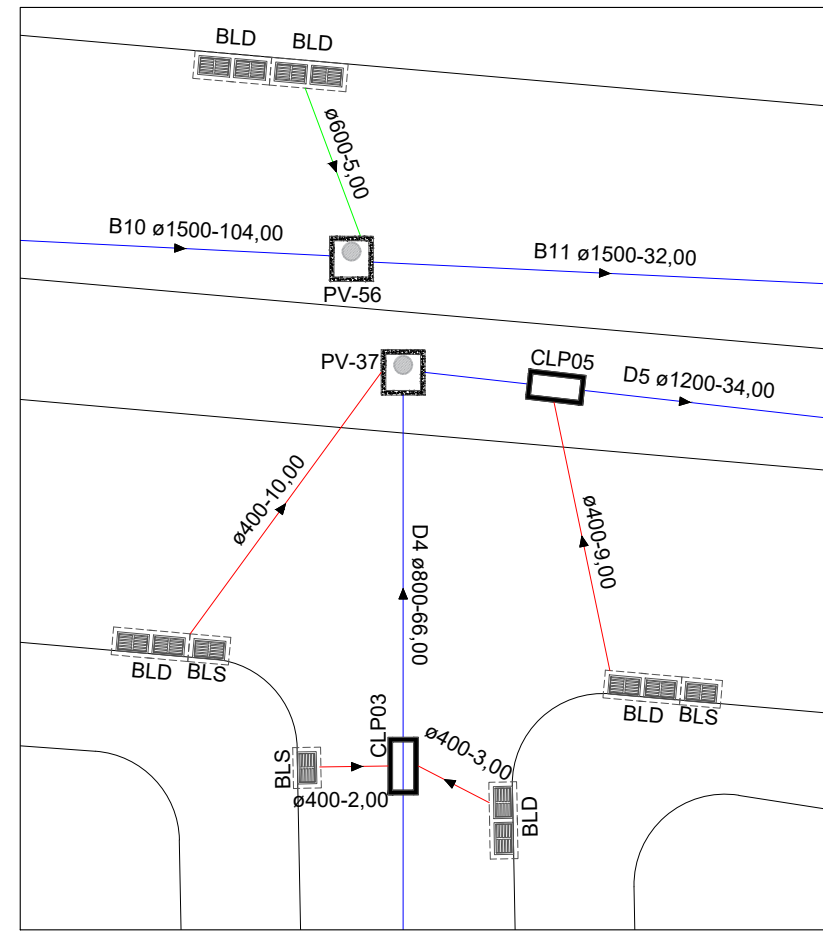 BLD
BLD
ø600-5,00
B10 ø1500-104,00
B11 ø1500-32,00
PV-56
PV-37
CLP05
D5 ø1200-34,00
ø400-10,00
ø400-9,00
D4 ø800-66,00
BLD
BLS
BLD
BLS
CLP03
ø400-3,00
BLS
ø400-2,00
BLD